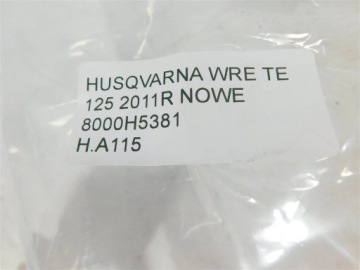 HUSQVARNA WRE TE
125 2011R NOWE
8000H5381
H.A115